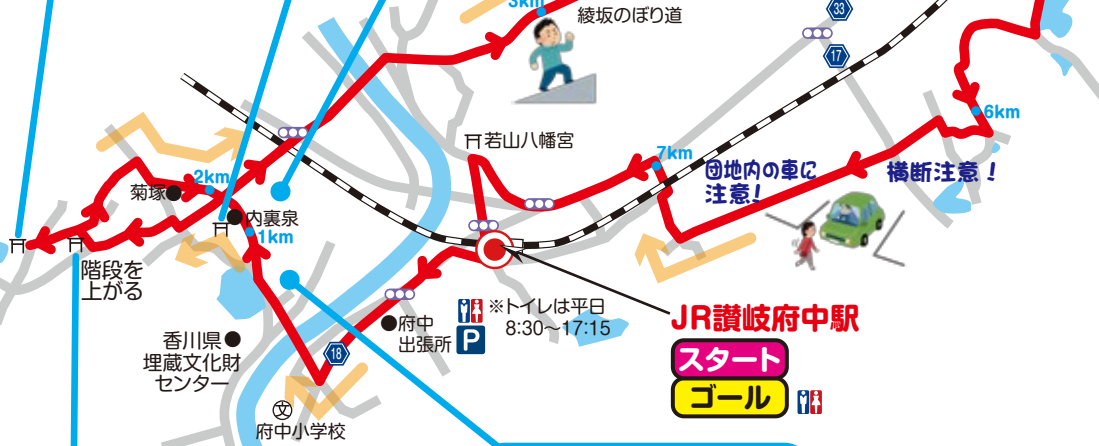 3km
綾坂のぼり道
33
17
6km
若山八幡宮
7km
団地内の車に
注意!
横断注意!
2km
菊塚
内裏泉
1km
階段を
上がる
香川県
埋蔵文化財
センター
18
府中
出張所
P
※トイレは平日
8:30~17:15
JR讃岐府中駅
スタート
ゴール
文
府中小学校